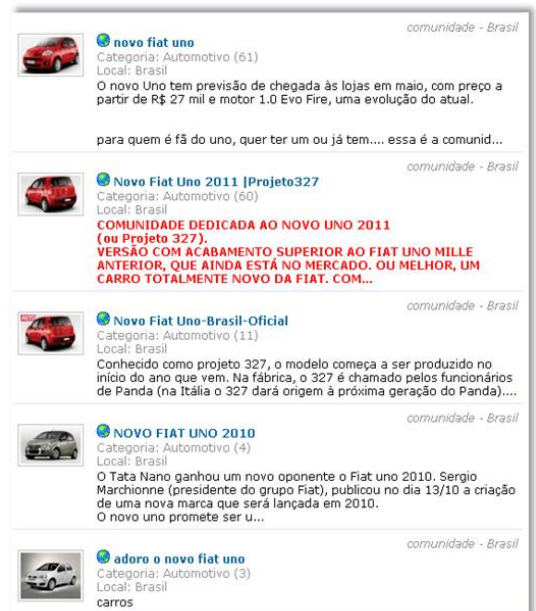 comunidade - Brasil
novo fiat uno
Categoria: Automotivo (61)
Local: Brasil
O novo Uno tem previsão de chegada às lojas em maio, com preço a
partir de R$ 27 mil e motor 1.0 Evo Fire, uma evolução do atual.
para quem é fã do uno, quer ter um ou já tem.... essa é a comunid...
comunidade - Brasil
Novo Fiat Uno 2011 |Projeto327
Categoria: Automotivo (60)
Local: Brasil
COMUNIDADE DEDICADA AO NOVO UNO 2011
(ou Projeto 327).
VERSÃO COM ACABAMENTO SUPERIOR AO FIAT UNO MILLE
ANTERIOR, QUE AINDA ESTÁ NO MERCADO. OU MELHOR, UM
CARRO TOTALMENTE NOVO DA FIAT. COM...
comunidade - Brasil
Novo Fiat Uno-Brasil-Oficial
Categoria: Automotivo (11)
Local: Brasil
Conhecido como projeto 327, o modelo começa a ser produzido no
início do ano que vem. Na fábrica, o 327 é chamado pelos funcionários
de Panda (na Itália o 327 dará origem à próxima geração do Panda)....
comunidade - Brasil
NOVO FIAT UNO 2010
Categoria: Automotivo (4)
Local: Brasil
O Tata Nano ganhou um novo oponente o Fiat uno 2010. Sergio
Marchionne (presidente do grupo Fiat), publicou no dia 13/10 a criação
de uma nova marca que será lançada em 2010.
O novo uno promete ser u...
comunidade - Brasil
adoro o novo fiat uno
Categoria: Automotivo (3)
Local: Brasil
carros